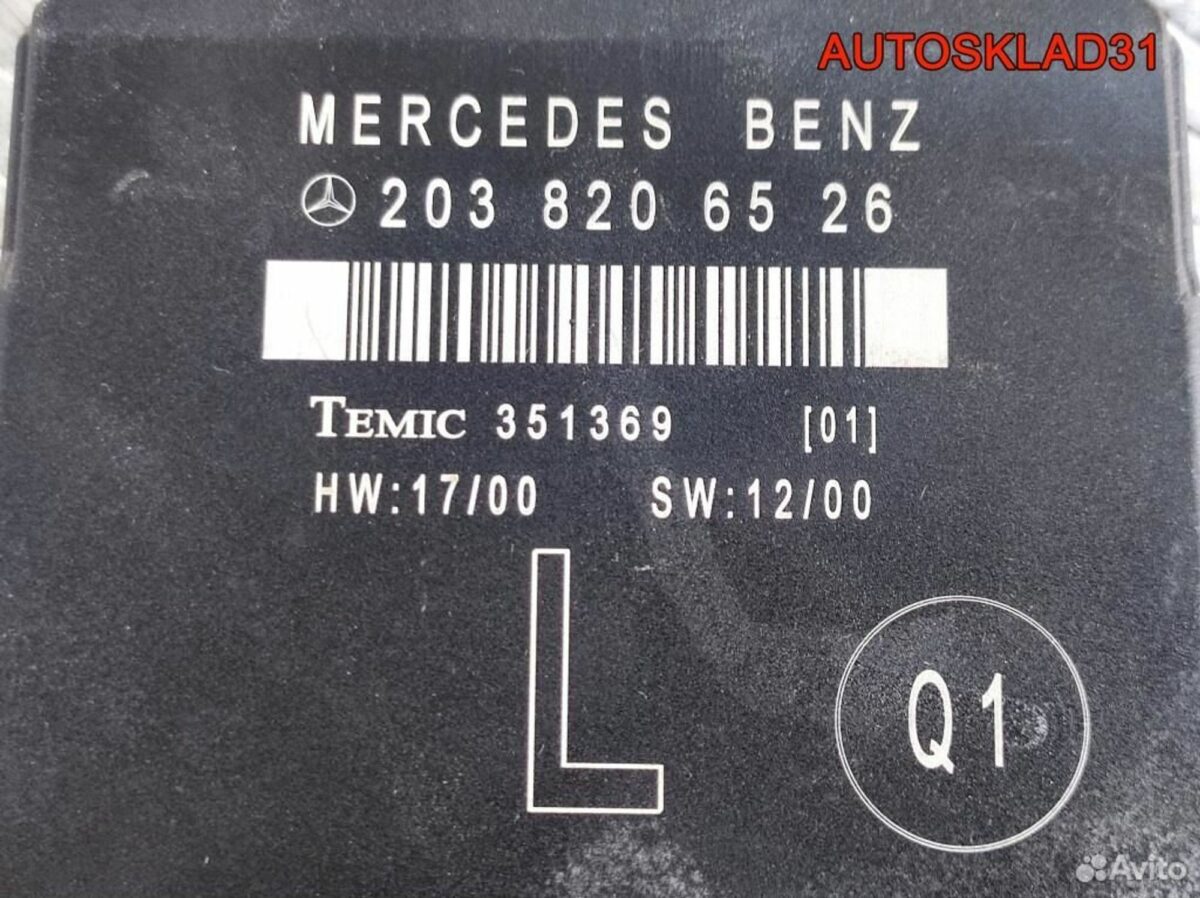 AUTOSKLAD31
MERCEDES BENZ
203 820 65 26
TEMIC 351369 [01]
HW:17/00 SW:12/00
L
Q1
Avito